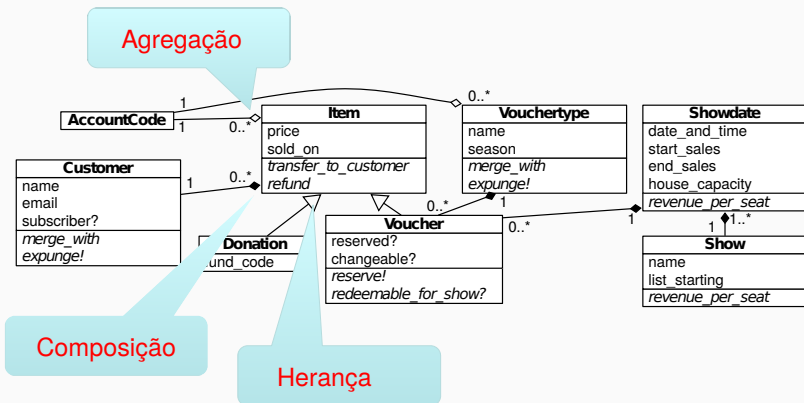 Agregação
1
0..*
AccountCode
1
0..*
Item
price
sold_on
transfer_to_customer
refund
Vouchertype
name
season
merge_with
expunge!
Showdate
date_and_time
start_sales
end_sales
house_capacity
revenue_per_seat
Customer
name
email
subscriber?
merge_with
expunge!
1
0..*
0..*
1
0..*
1
1
1..*
Donation
fund_code
Voucher
reserved?
changeable?
reserve!
redeemable_for_show?
Show
name
list_starting
revenue_per_seat
Composição
Herança